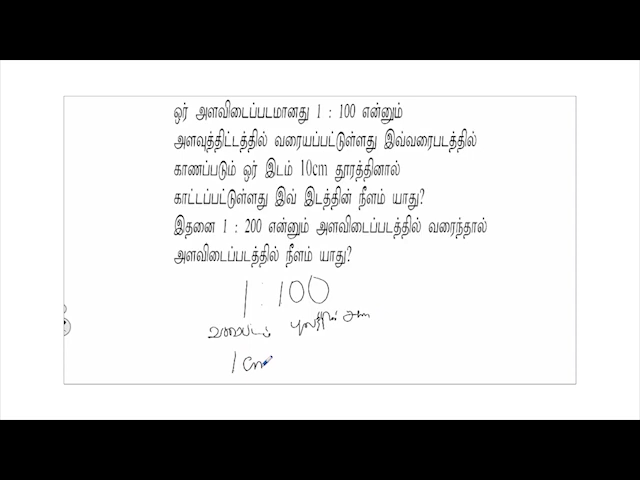 ஓர் அளவிடைப்படமானது 1 : 100 என்னும்
அளவுத்திட்டத்தில் வரையப்பட்டுள்ளது இவ்வரைபடத்தில்
காணப்படும் ஓர் இடம் 10cm தூரத்தினால்
காட்டப்பட்டுள்ளது இவ் இடத்தின் நீளம் யாது?
இதனை 1 : 200 என்னும் அளவிடைப்படத்தில் வரைந்தால்
அளவிடைப்படத்தில் நீளம் யாது?
1 : 100
வரைபடம்
1 cm